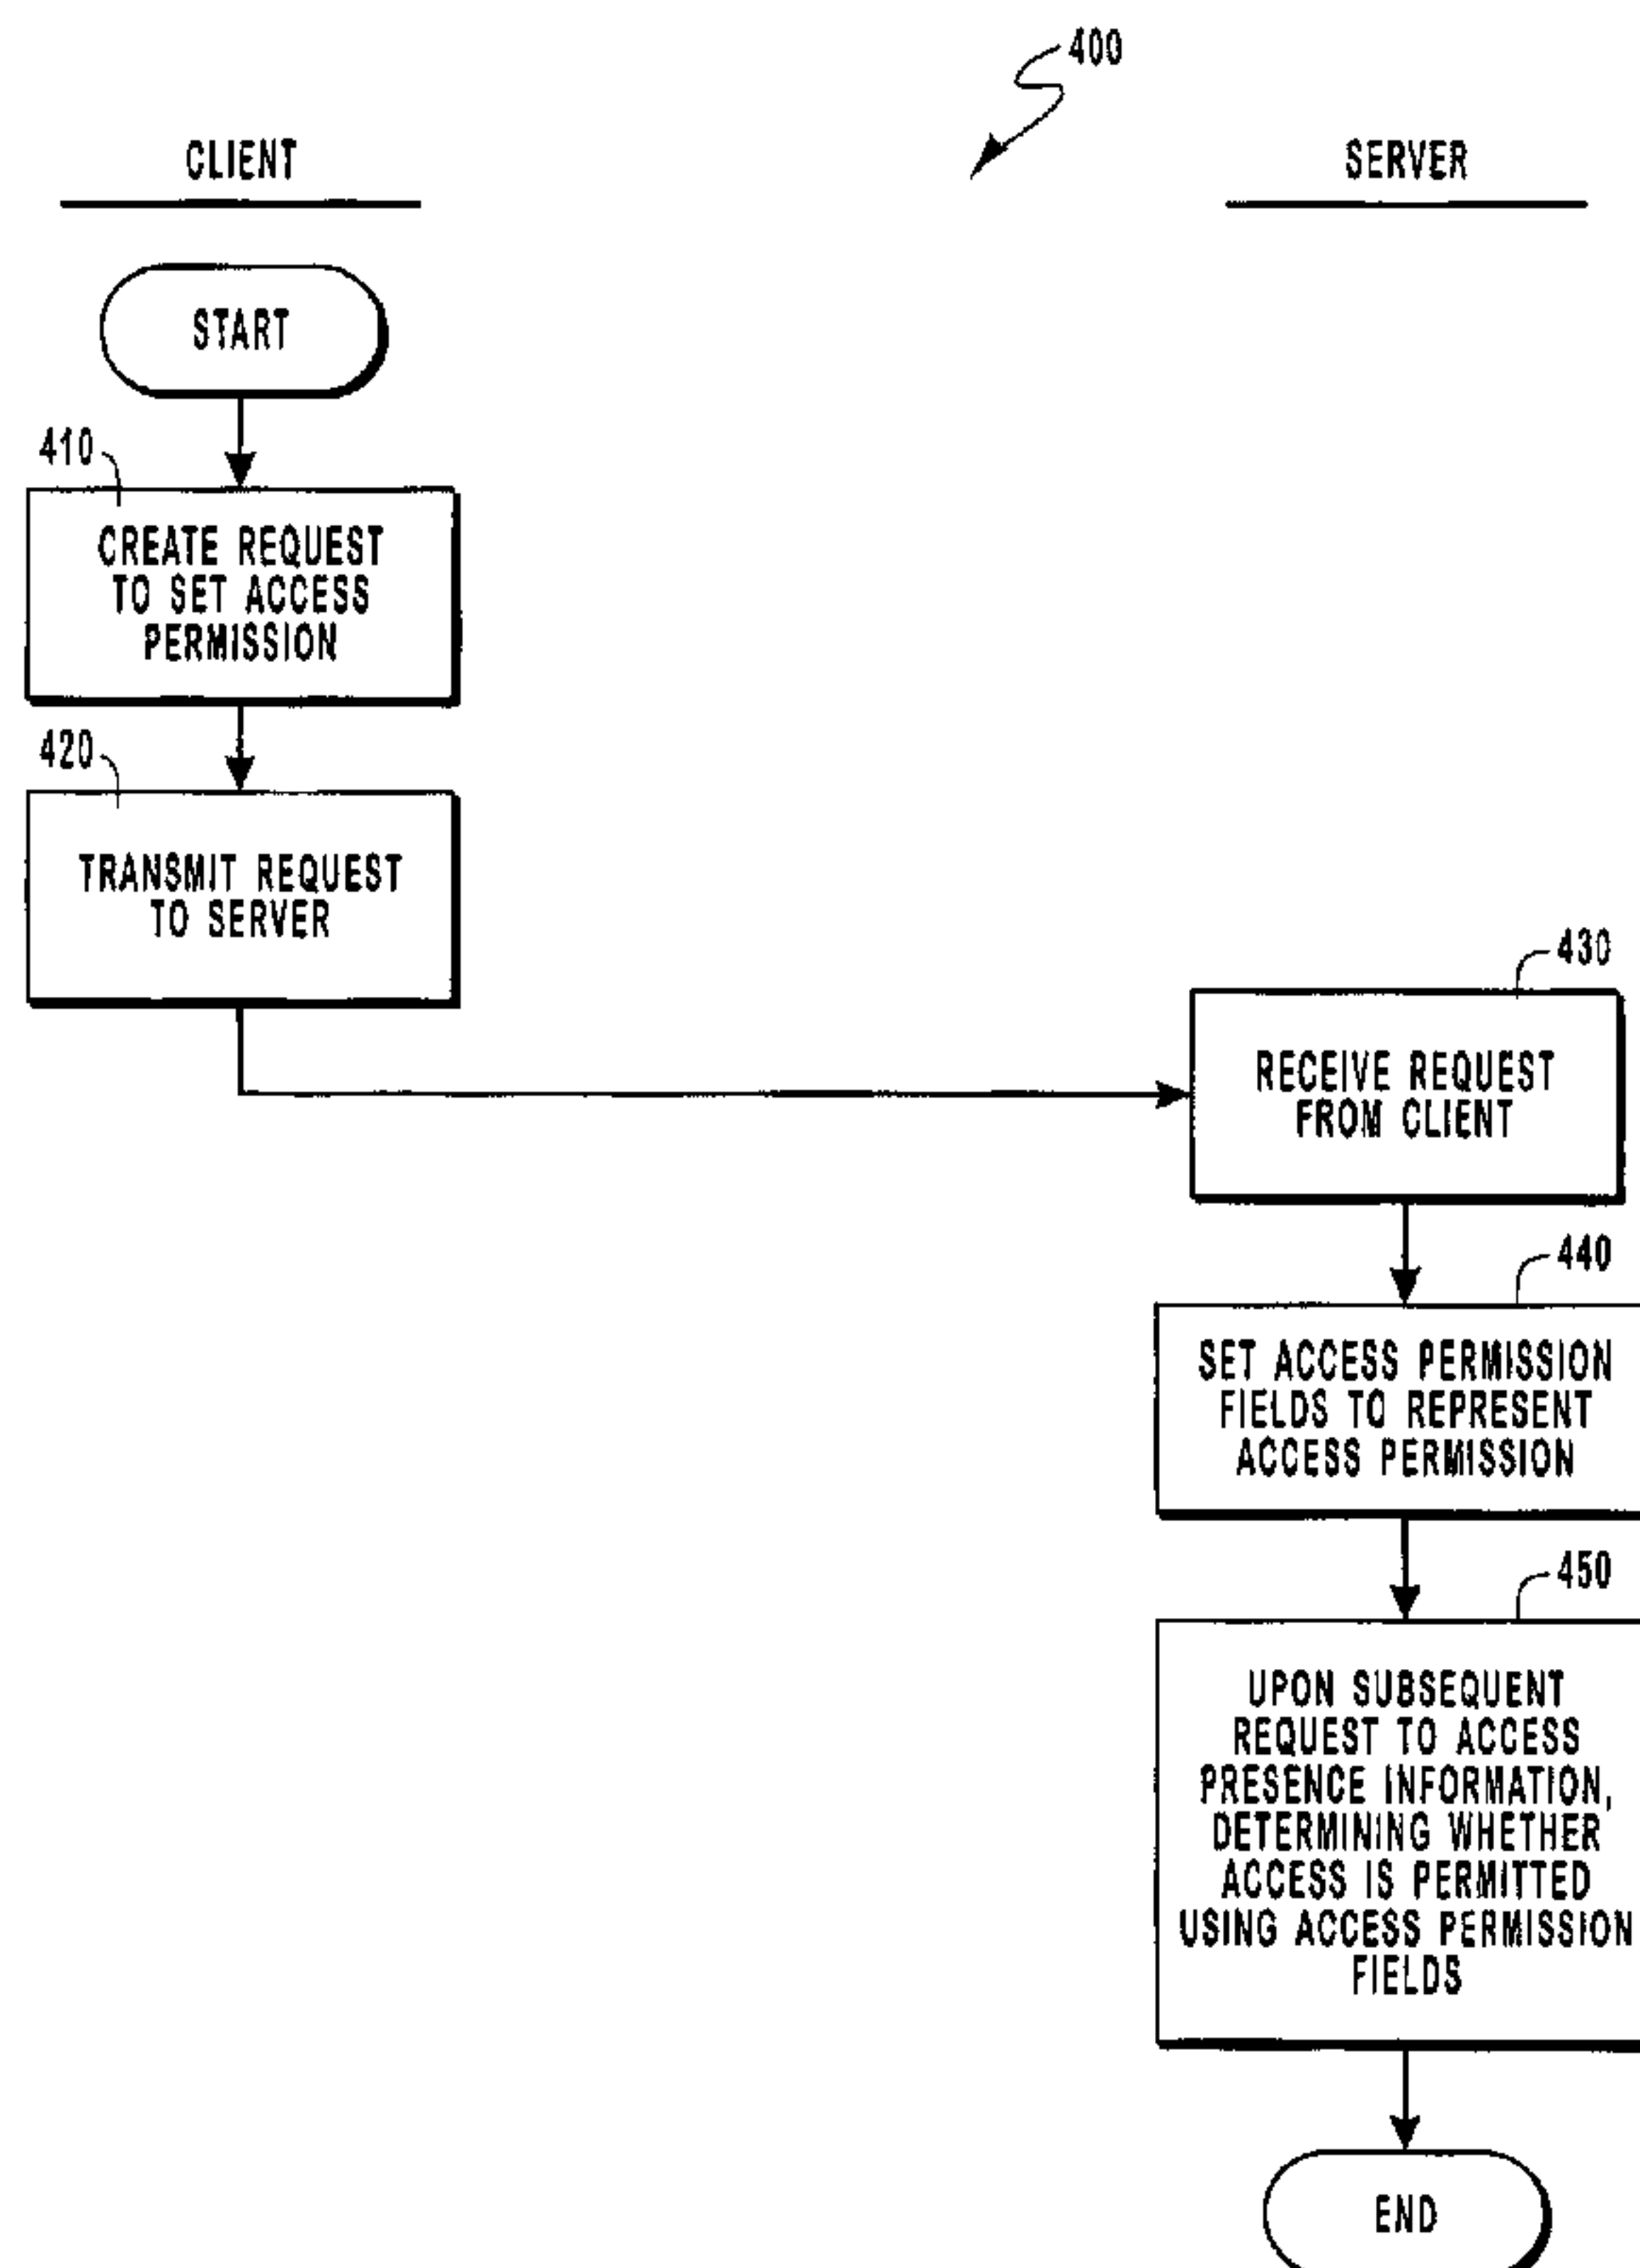 400
CLIENT
SERVER
START
410
CREATE REQUEST
TO SET ACCESS
PERMISSION
420
TRANSMIT REQUEST
TO SERVER
430
RECEIVE REQUEST
FROM CLIENT
440
SET ACCESS PERMISSION
FIELDS TO REPRESENT
ACCESS PERMISSION
450
UPON SUBSEQUENT
REQUEST TO ACCESS
PRESENCE INFORMATION,
DETERMINING WHETHER
ACCESS IS PERMITTED
USING ACCESS PERMISSION
FIELDS
END